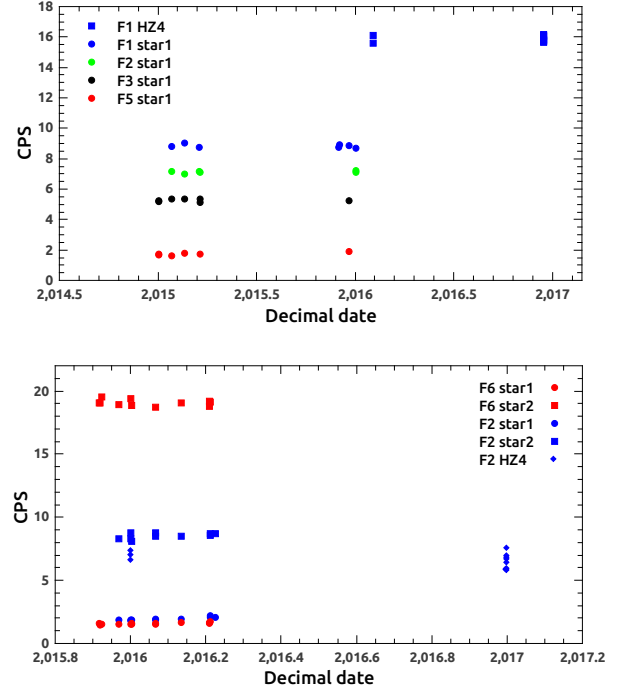 18
16
14
12
10
8
6
4
2
0
CPS
F1 HZ4
F1 star1
F2 star1
F3 star1
F5 star1
2,014.5 2,015 2,015.5 2,016 2,016.5 2,017
Decimal date
20
15
10
5
0
CPS
F6 star1
F6 star2
F2 star1
F2 star2
F2 HZ4
2,015.8 2,016 2,016.2 2,016.4 2,016.6 2,016.8 2,017 2,017.2
Decimal date